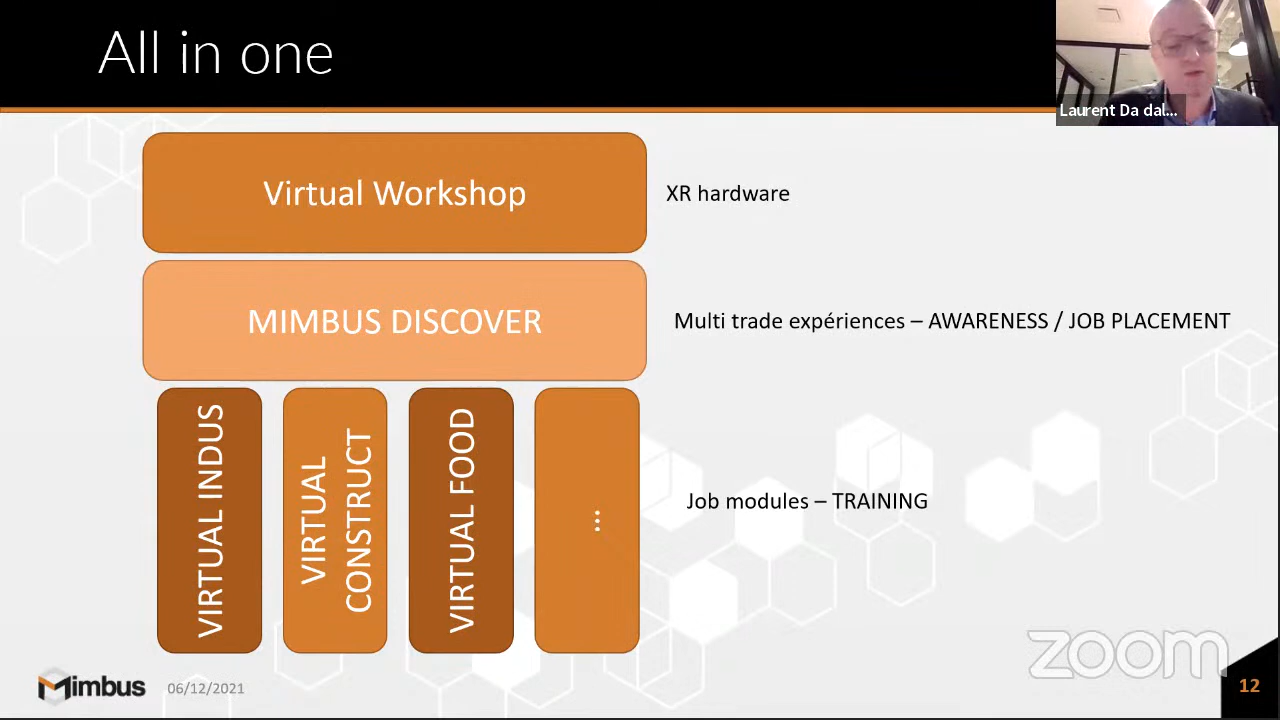 All in one
Laurent Da dal...
Virtual Workshop
XR hardware
MIMBUS DISCOVER
Multi trade expériences – AWARENESS / JOB PLACEMENT
VIRTUAL INDUS
VIRTUAL
CONSTRUCT
VIRTUAL FOOD
...
Job modules – TRAINING
zoom
Mimbus
06/12/2021
12